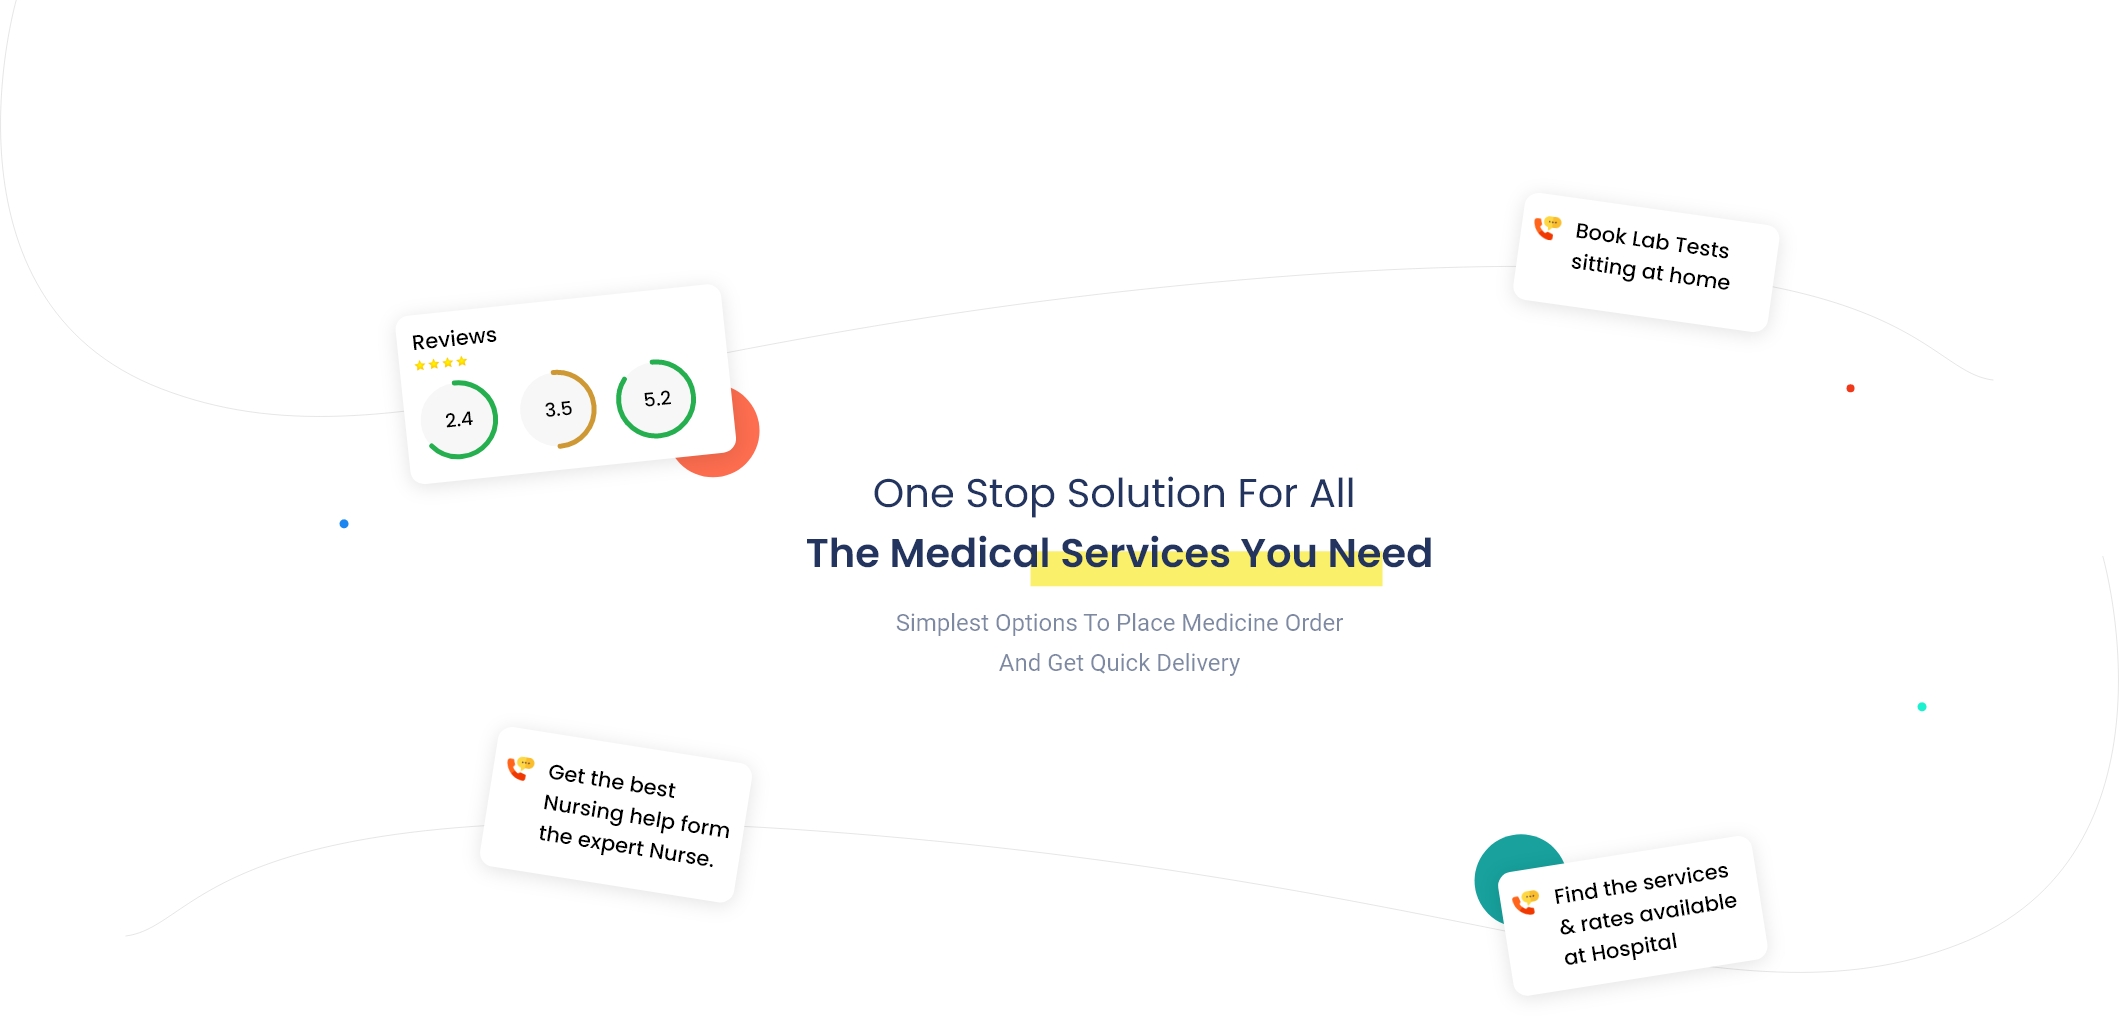 Book Lab Tests
sitting at home
Reviews
2.4
3.5
5.2
One Stop Solution For All
The Medical Services You Need
Simplest Options To Place Medicine Order
And Get Quick Delivery
Get the best
Nursing help form
the expert Nurse.
Find the services
& rates available
at Hospital